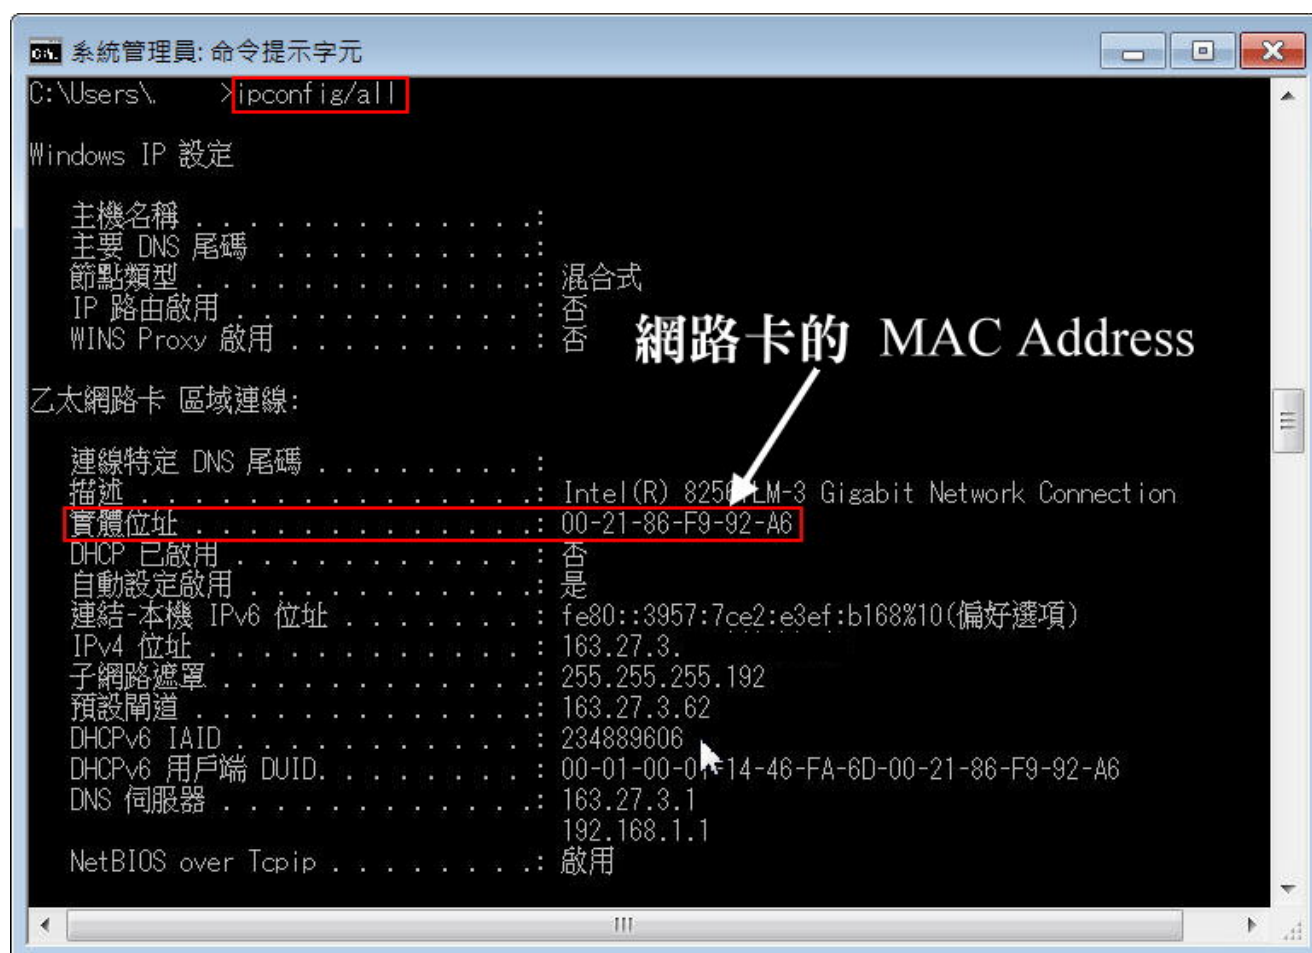 系統管理員: 命令提示字元
C:\Users\. >ipconfig/all
Windows IP 設定
主機名稱 . . . . . . . . . . . . .:
主要 DNS 尾碼 . . . . . . . . . .:
節點類型 . . . . . . . . . . . . .: 混合式
IP 路由啟用 . . . . . . . . . . . : 否
WINS Proxy 啟用 . . . . . . . . . : 否
網路卡的 MAC Address
乙太網路卡 區域連線:
連線特定 DNS 尾碼 . . . . . . . . :
描述 . . . . . . . . . . . . . . .: Intel(R) Gigabit Network Connection
實體位址 . . . . . . . . . . . . .: 00-21-86-F9-92-A6
DHCP 已啟用 . . . . . . . . . . . : 否
自動設定啟用 . . . . . . . . . . .: 是
連結-本機 IPv6 位址 . . . . . . . : fe80::3957:7ce2:e3ef:b168%10(偏好選項)
IPv4 位址 . . . . . . . . . . . . : 163.27.3.
子網路遮罩 . . . . . . . . . . . .: 255.255.255.192
預設閘道 . . . . . . . . . . . . .: 163.27.3.62
DHCPv6 IAID . . . . . . . . . . . : 234889606
DHCPv6 用戶端 DUID. . . . . . . . : 00-01-00-01-14-46-FA-6D-00-21-86-F9-92-A6
DNS 伺服器 . . . . . . . . . . . .: 163.27.3.1
192.168.1.1
NetBIOS over Tcpip . . . . . . . .: 啟用